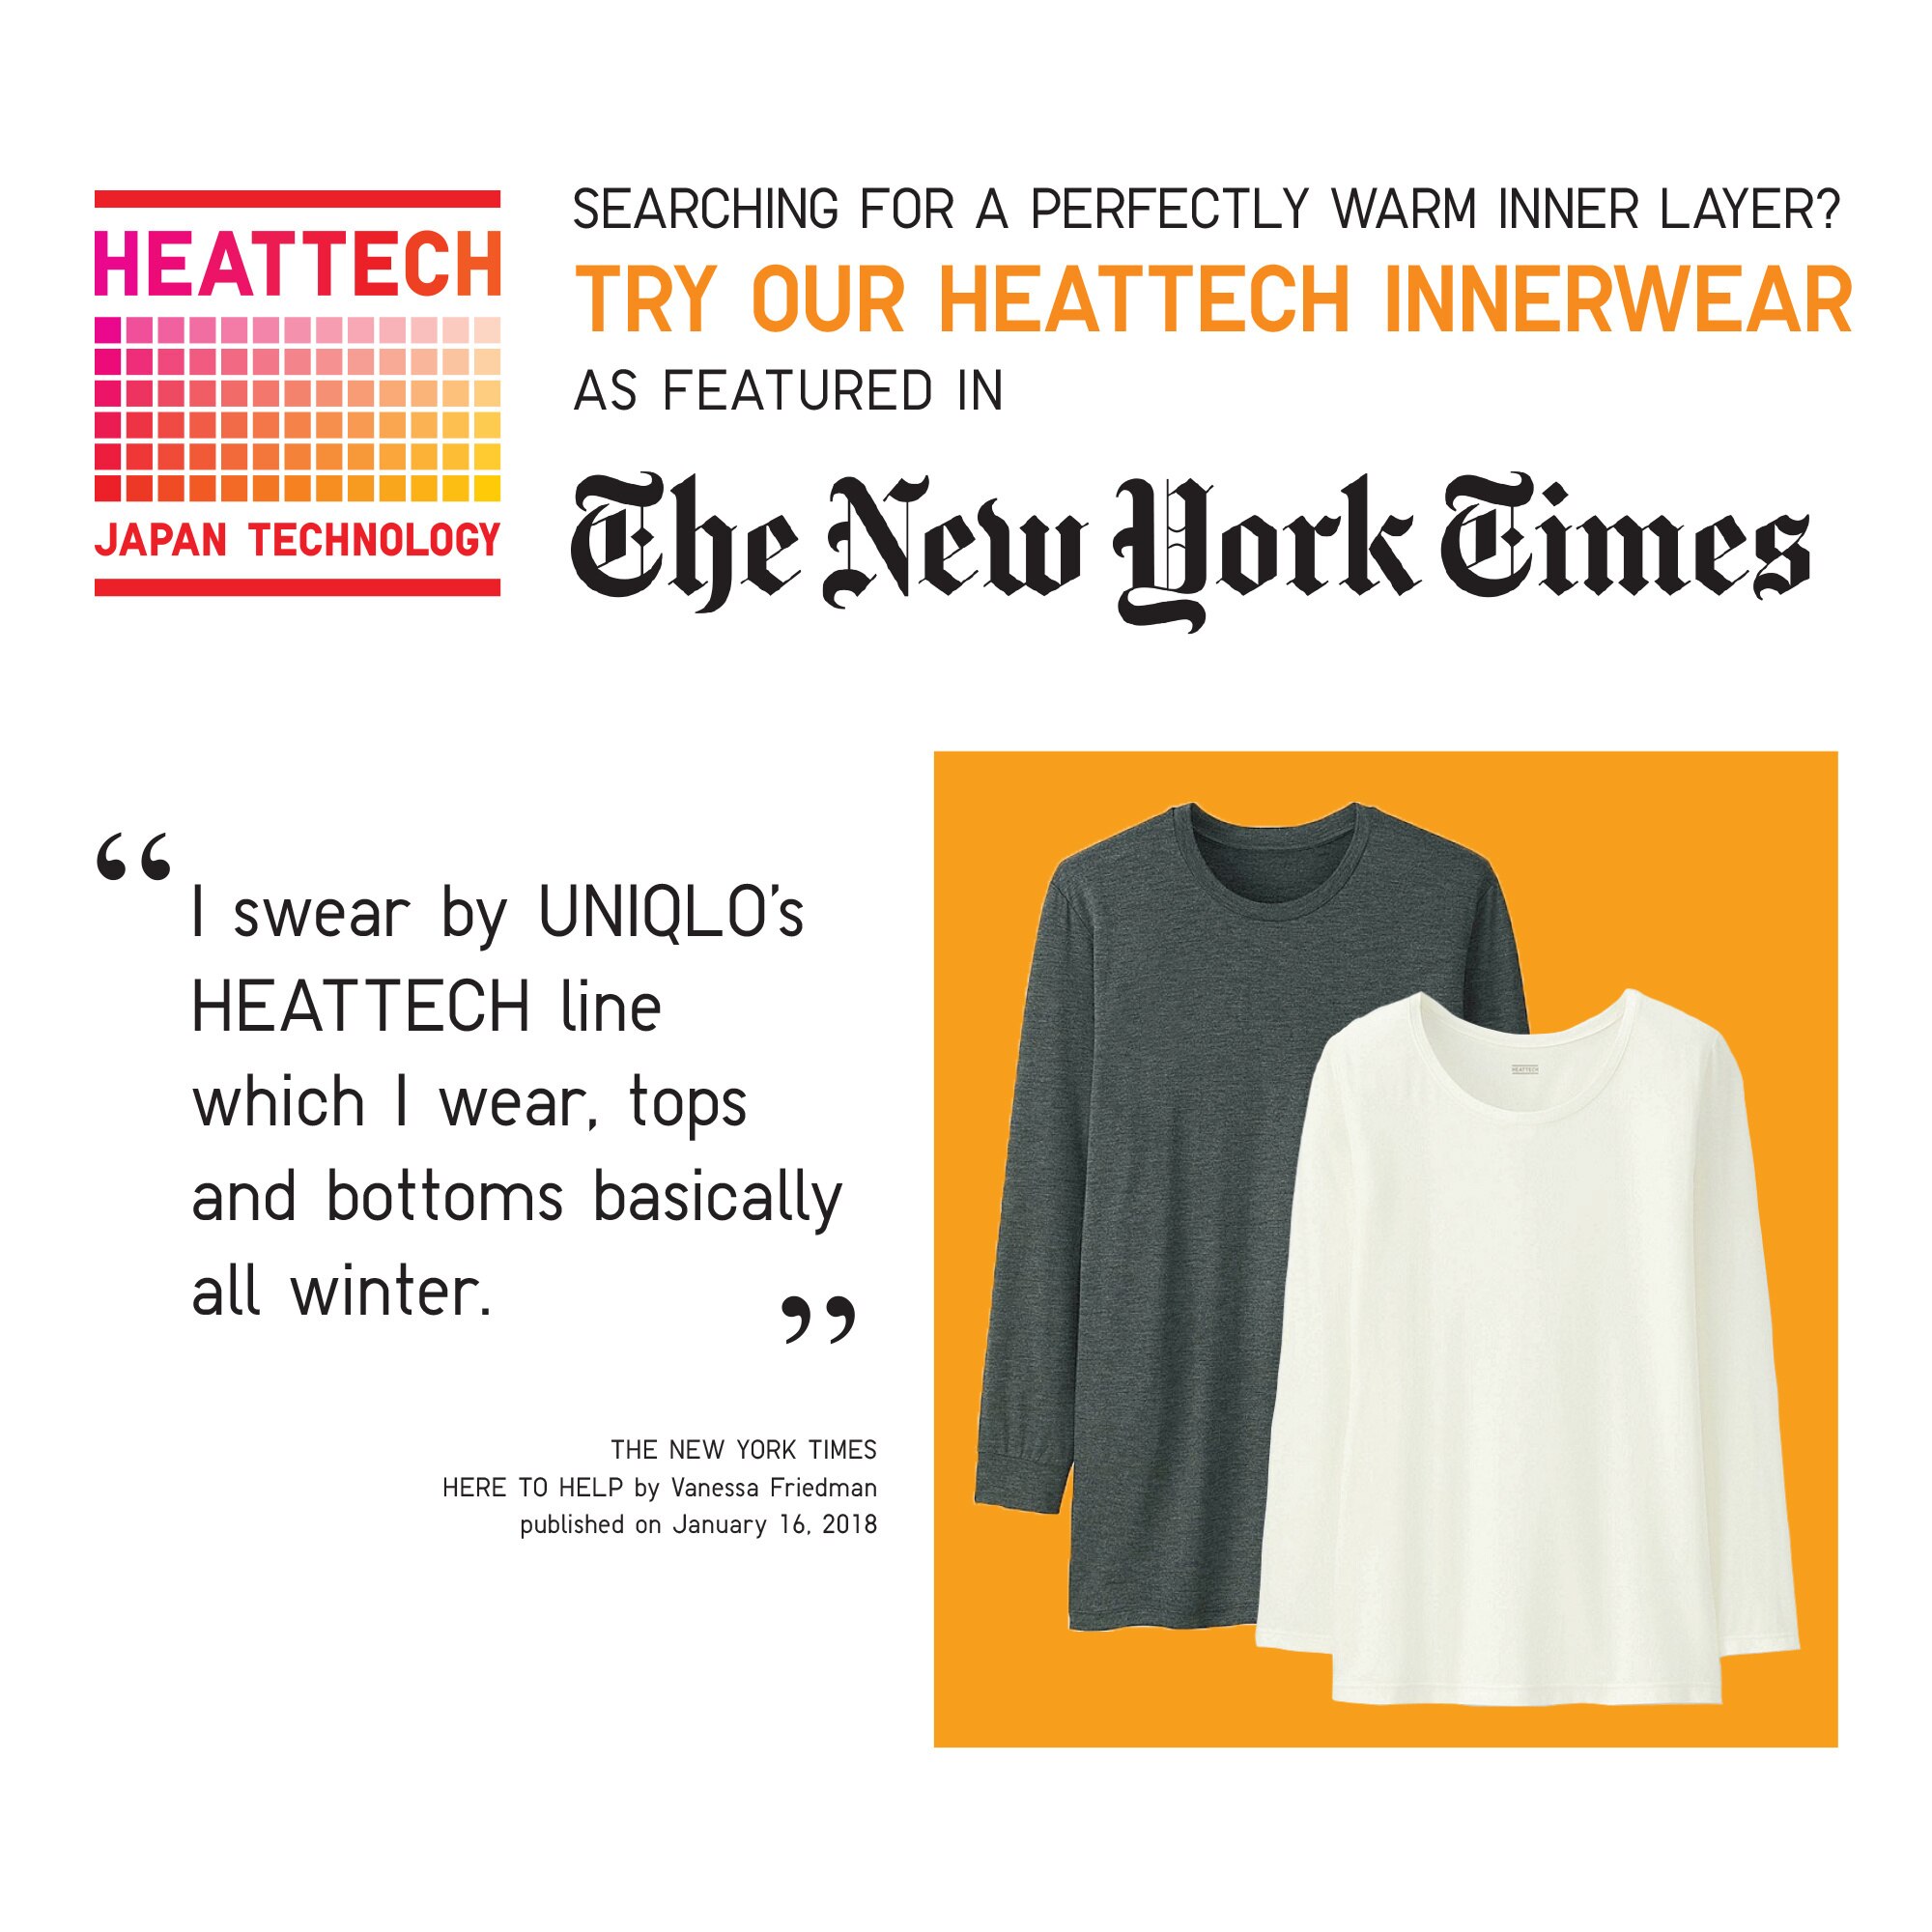 HEATTECH
JAPAN TECHNOLOGY
SEARCHING FOR A PERFECTLY WARM INNER LAYER?
TRY OUR HEATTECH INNERWEAR
AS FEATURED IN
The New York Times
“I swear by UNIQLO’s
HEATTECH line
which I wear, tops
and bottoms basically
all winter.”
THE NEW YORK TIMES
HERE TO HELP by Vanessa Friedman
published on January 16, 2018
HEATTECH